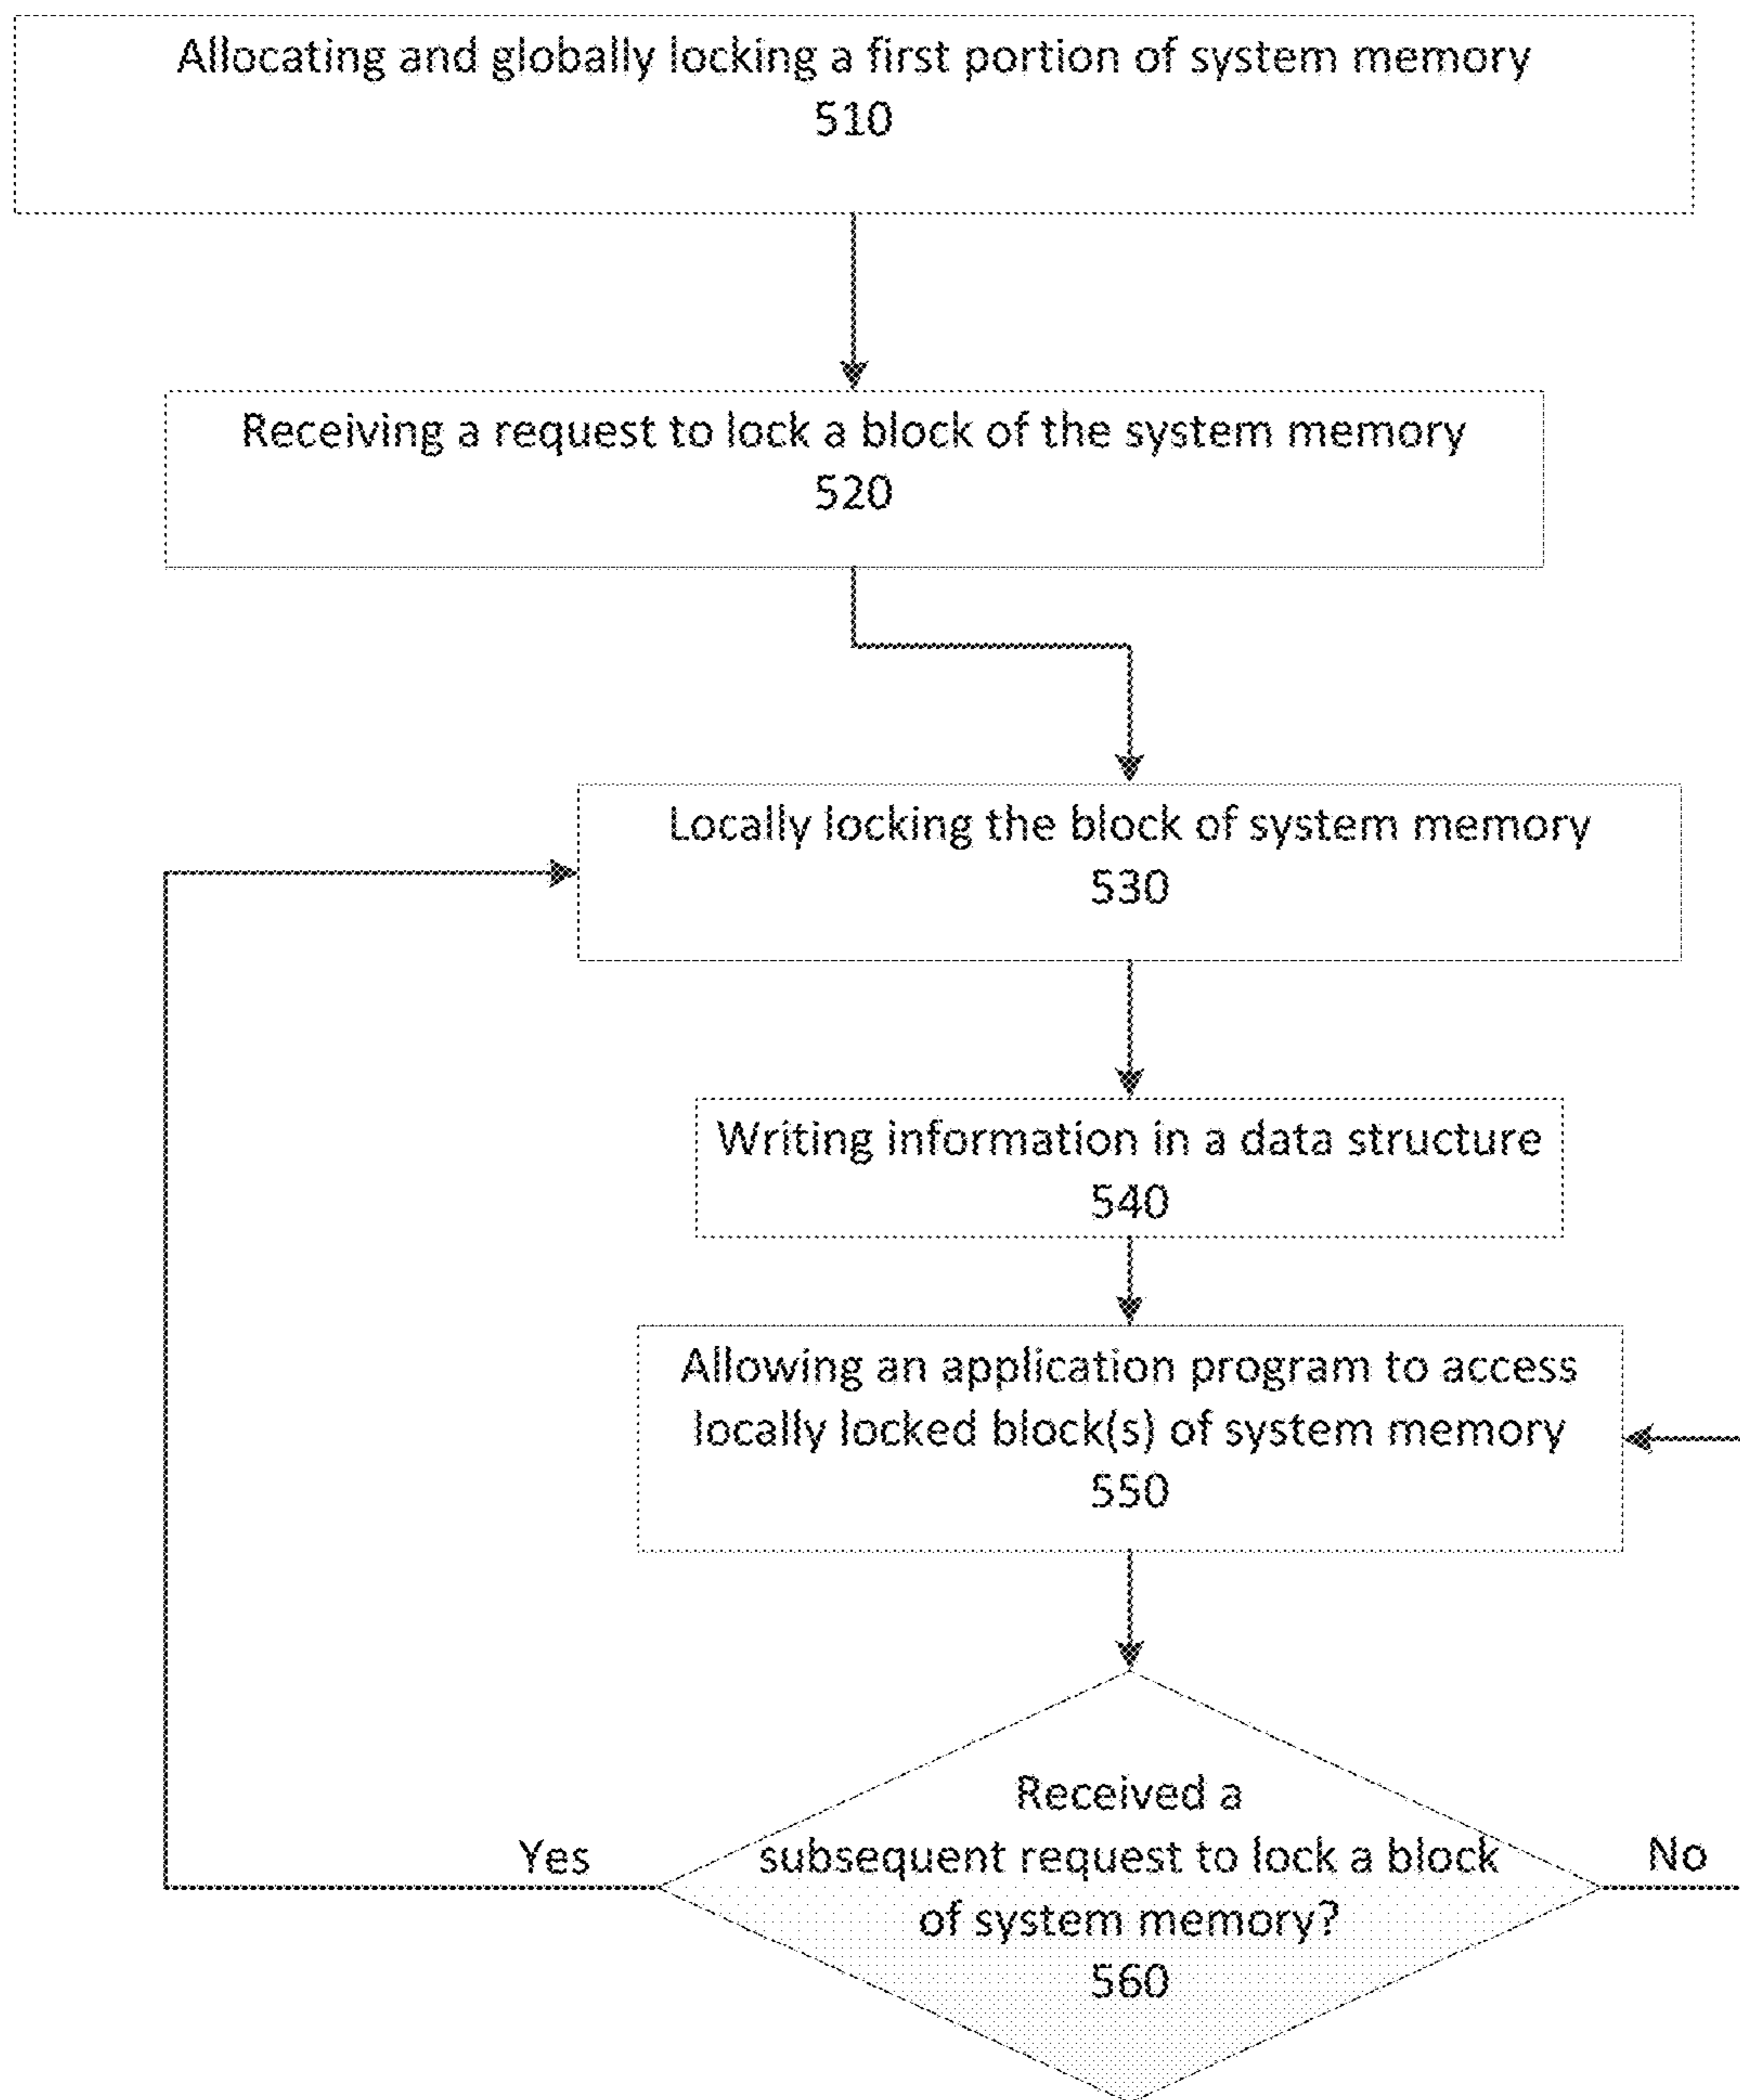 Allocating and globally locking a first portion of system memory
510
Receiving a request to lock a block of the system memory
520
Locally locking the block of system memory
530
Writing information in a data structure
540
Allowing an application program to access
locally locked block(s) of system memory
550
Received a
subsequent request to lock a block
of system memory?
560
Yes
No